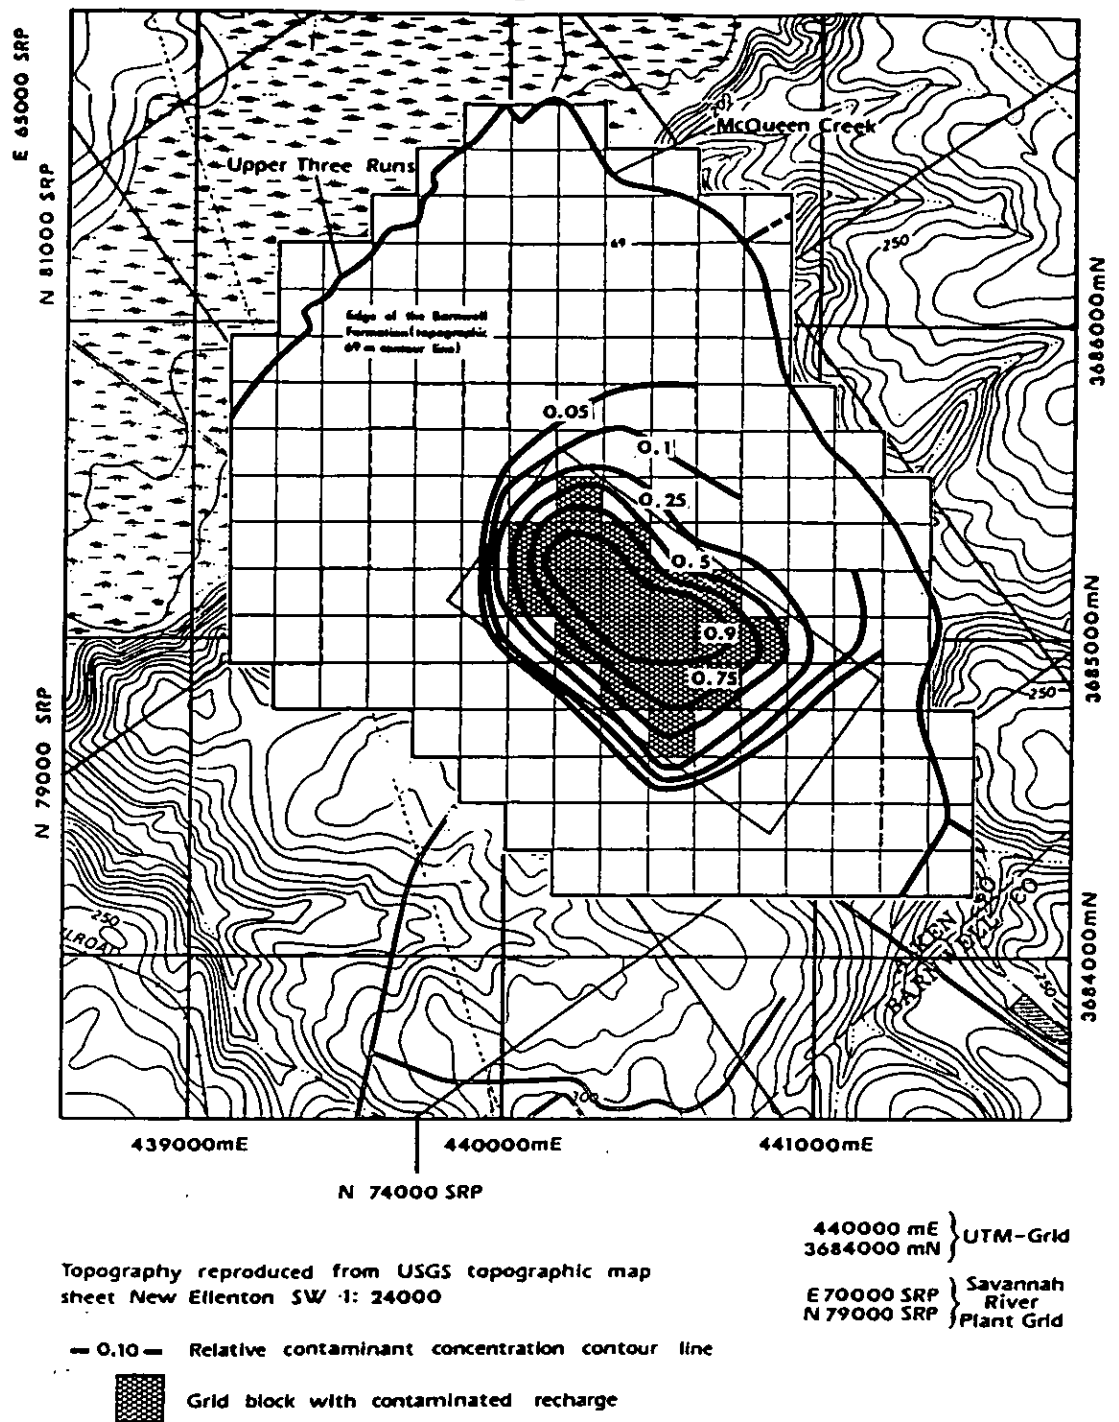 E 65000 SRP
N 81000 SRP
N 79000 SRP
McQueen Creek
Upper Three Runs
69
250
Edge of the Barnwell
Formation (topographic
69 m contour line)
3686000mN
0.05
0.1
0.25
0.5
0.9
0.75
3685000mN
250
250
AIKEN CO
BARNWELL CO
250
3684000mN
439000mE
440000mE
441000mE
N 74000 SRP
440000 mE
3684000 mN
UTM-Grid
Topography reproduced from USGS topographic map
sheet New Ellenton SW 1: 24000
E 70000 SRP
N 79000 SRP
Savannah
River
Plant Grid
0.10 Relative contaminant concentration contour line
Grid block with contaminated recharge